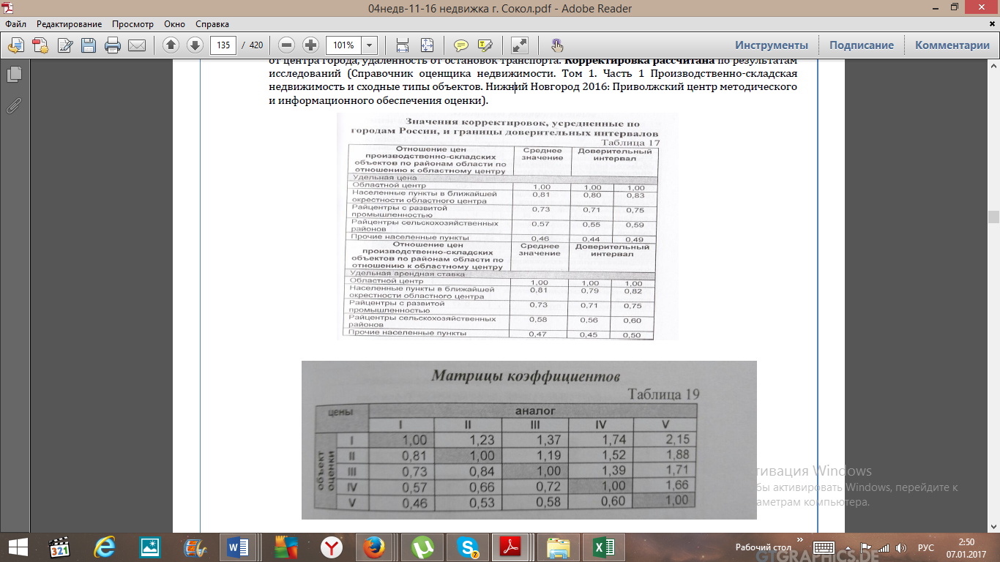 04недв-11-16 недвижка г. Сокол.pdf - Adobe Reader
Файл Редактирование Просмотр Окно Справка
135 / 420 101% Инструменты Подписание Комментарии
от центра города, удаленность от остановок транспорта. Корректировка рассчитана по результатам
исследований (Справочник оценщика недвижимости. Том 1. Часть 1 Производственно-складская
недвижимость и сходные типы объектов. Нижний Новгород 2016: Приволжский центр методического
и информационного обеспечения оценки).
Значения корректировок, усредненные по
городам России, и границы доверительных интервалов
Таблица 17
Отношение цен
производственно-складских
объектов по районам области по
отношению к областному центру
Среднее
значение
Доверительный
интервал
Удельная цена
Областной центр 1,00 1,00 1,00
Населенные пункты в ближайшей
окрестности областного центра 0,81 0,80 0,83
Райцентры с развитой
промышленностью 0,73 0,71 0,75
Райцентры сельскохозяйственных
районов 0,57 0,55 0,59
Прочие населенные пункты 0,46 0,44 0,49
Отношение цен
производственно-складских
объектов по районам области по
отношению к областному центру
Среднее
значение
Доверительный
интервал
Удельная арендная ставка
Областной центр 1,00 1,00 1,00
Населенные пункты в ближайшей
окрестности областного центра 0,81 0,79 0,82
Райцентры с развитой
промышленностью 0,73 0,71 0,75
Райцентры сельскохозяйственных
районов 0,58 0,56 0,60
Прочие населенные пункты 0,47 0,45 0,50
Матрицы коэффициентов
Таблица 19
цены аналог
I II III IV V
объект
оценки
I 1,00 1,23 1,37 1,74 2,15
II 0,81 1,00 1,19 1,52 1,88
III 0,73 0,84 1,00 1,39 1,71
IV 0,57 0,66 0,72 1,00 1,66
V 0,46 0,53 0,58 0,60 1,00
тивация Windows
бы активировать Windows, перейдите к
аметрам компьютера.
321
W
Y
S
7
X
Рабочий стол
РУС
2:50
07.01.2017
GTGRAPHICS.DE